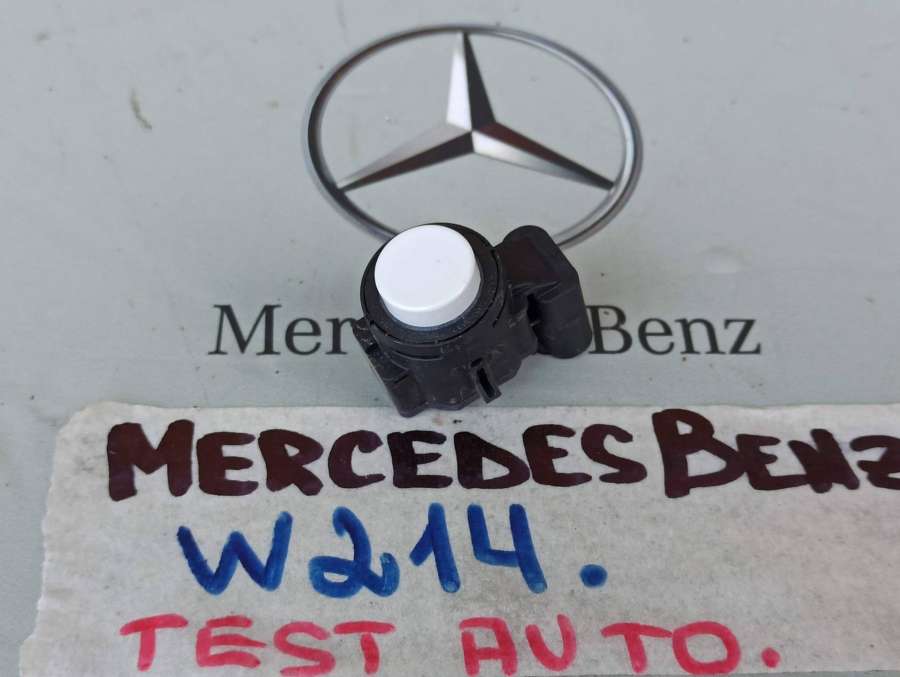 Mer Benz
MERCEDES BENZ
W214.
TEST AUTO.